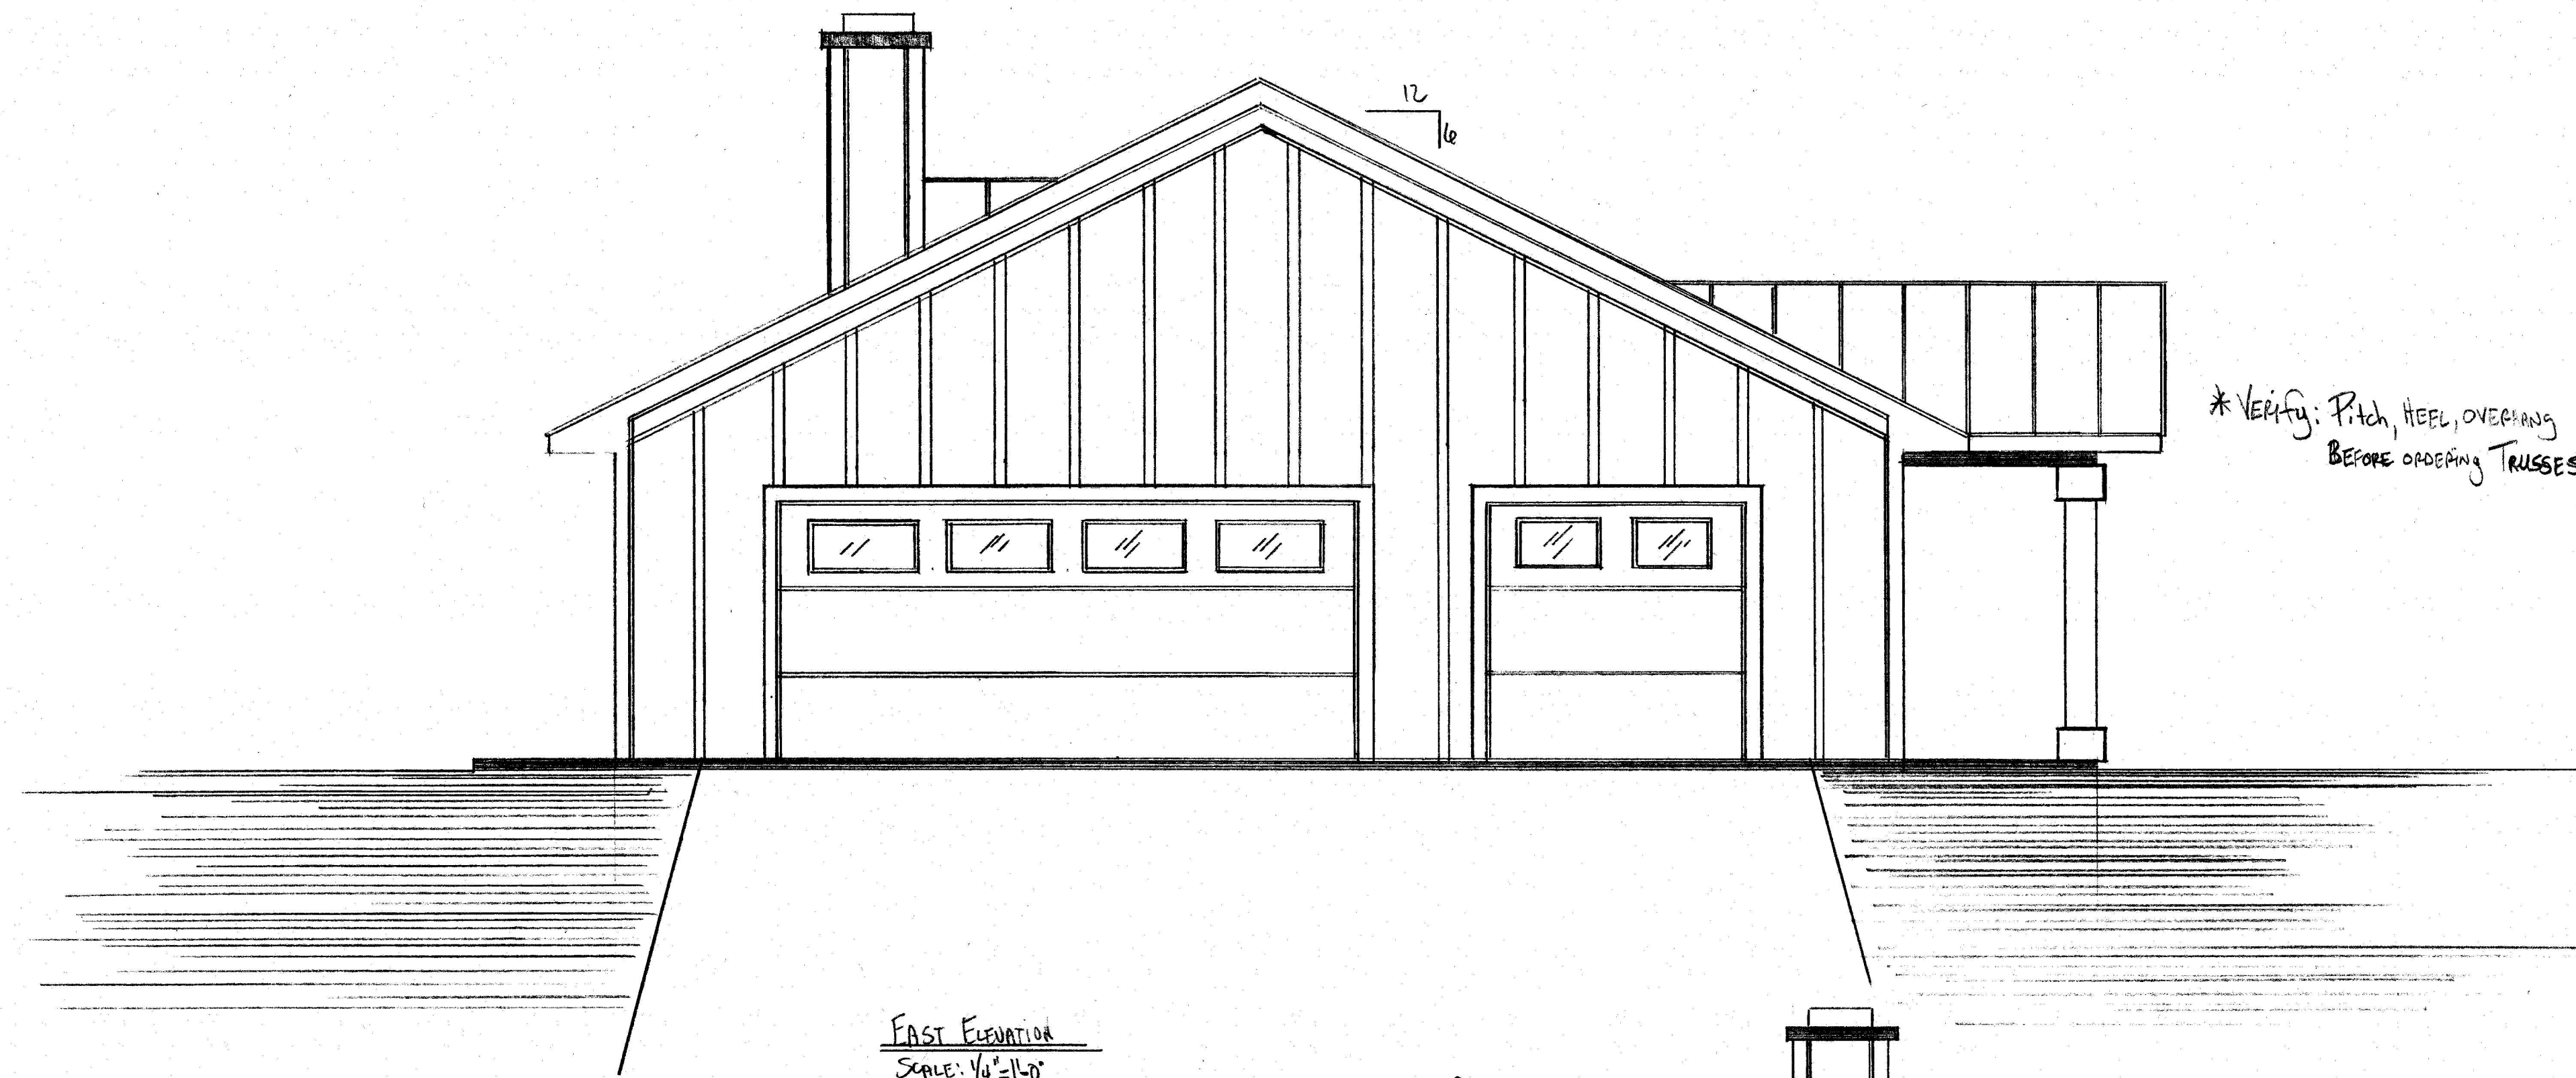 12
6
* VERIFY: Pitch, HEEL, OVERHANG
BEFORE ORDERING TRUSSES
EAST ELEVATION
SCALE: 1/4"=1'-0"